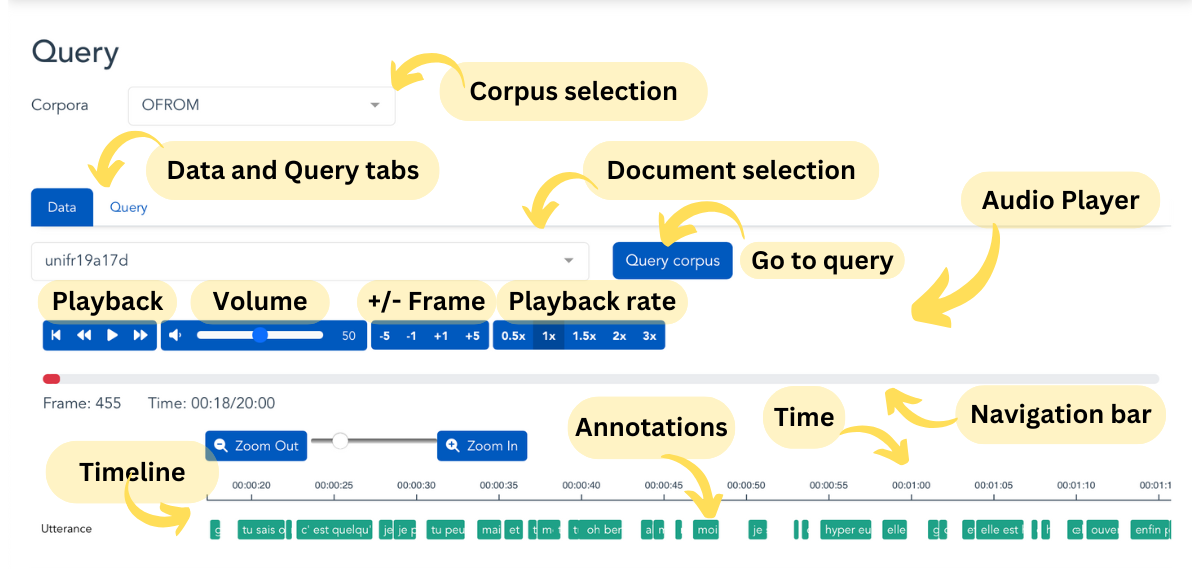 Query
Corpora OFROM Corpus selection
Data and Query tabs Document selection
Audio Player
Data Query
unifr19a17d Query corpus Go to query
Playback Volume +/- Frame Playback rate
50 -5 -1 +1 +5 0.5x 1x 1.5x 2x 3x
Frame: 455 Time: 00:18/20:00
Annotations Time Navigation bar
Zoom Out Zoom In
Timeline
00:00:20 00:00:25 00:00:30 00:00:35 00:00:40 00:00:45 00:00:50 00:00:55 00:01:00 00:01:05 00:01:10 00:01:1
Utterance tu sais c' est quelqu' je je p tu peu mai et t m t oh ber a m moi je hyper eu elle elle est ouve enfin p